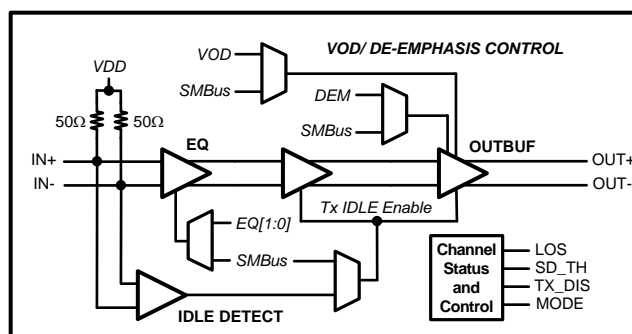 VOD
VOD/ DE-EMPHASIS CONTROL
VDD
SMBus
DEM
50Ω
50Ω
EQ
SMBus
OUTBUF
IN+
OUT+
IN-
OUT-
Tx IDLE Enable
EQ[1:0]
SMBus
IDLE DETECT
Channel
Status
and
Control
LOS
SD_TH
TX_DIS
MODE